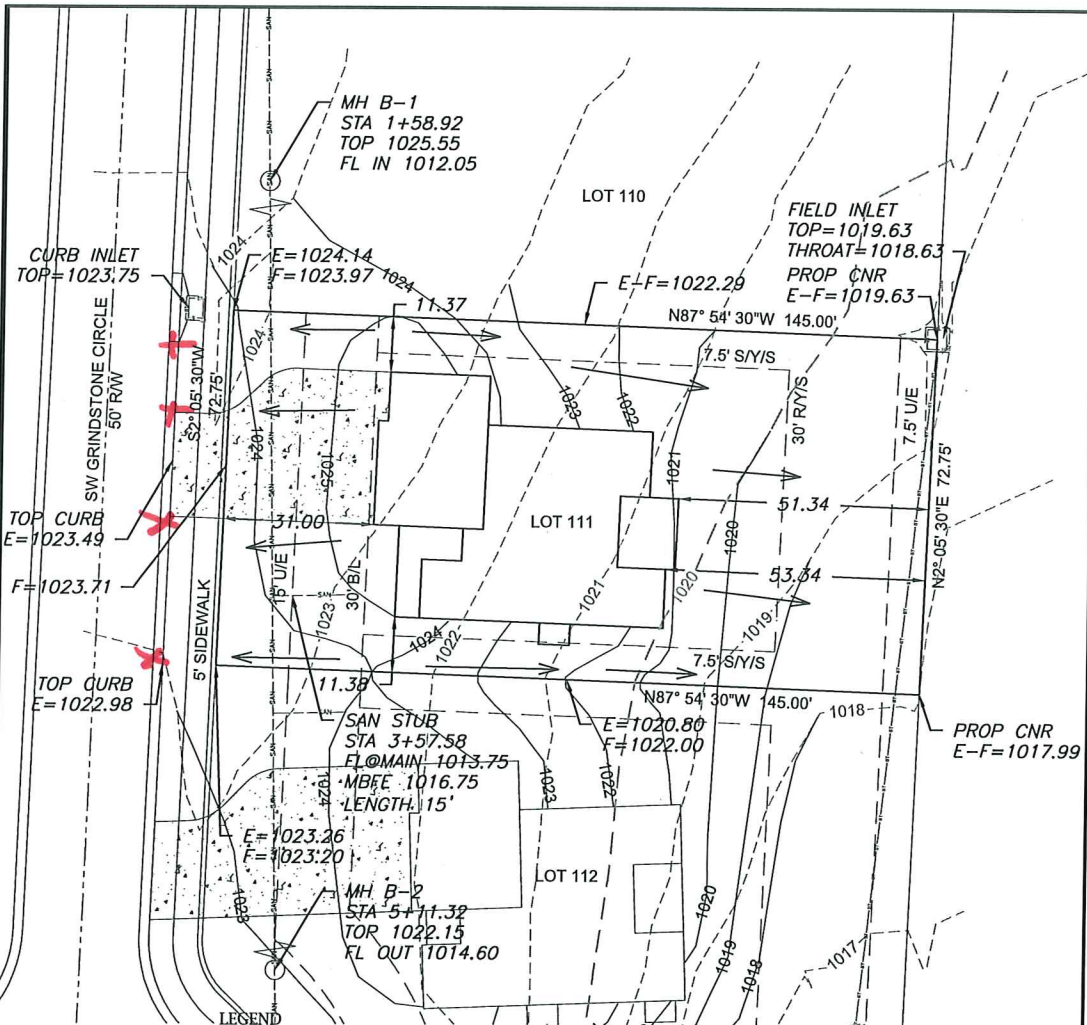 MH B-1
STA 1+58.92
TOP 1025.55
FL IN 1012.05
LOT 110
FIELD INLET
TOP=1019.63
THROAT=1018.63
PROP CNR
E-F=1019.63
CURB INLET
TOP=1023.75
1024
E=1024.14
F=1023.97
1024
11.37
E-F=1022.29
N87° 54' 30"W 145.00'
7.5' S/Y/S
SW GRINDSTONE CIRCLE
50' R/W
S2° 05' 30"W
72.75'
1024
1024
1025
1023
1022
1021
1020
30' R/Y/S
7.5' U/E
N2° 05' 30"E 72.75'
TOP CURB
E=1023.49
F=1023.71
31.00
LOT 111
51.34
53.34
5' SIDEWALK
15' U/E
30' B/L
SAN
1023
1024
1022
1021
1020
1019
7.5' S/Y/S
TOP CURB
E=1022.98
11.38
N87° 54' 30"W 145.00'
1018
SAN STUB
STA 3+57.58
FL@MAIN 1013.75
MBFE 1016.75
LENGTH 15'
E=1020.80
F=1022.00
PROP CNR
E-F=1017.99
1024
1023
1022
E=1023.26
F=1023.20
LOT 112
1023
MH B-2
STA 5+11.32
TOP 1022.15
FL OUT 1014.60
1020
1019
1018
1017
LEGEND